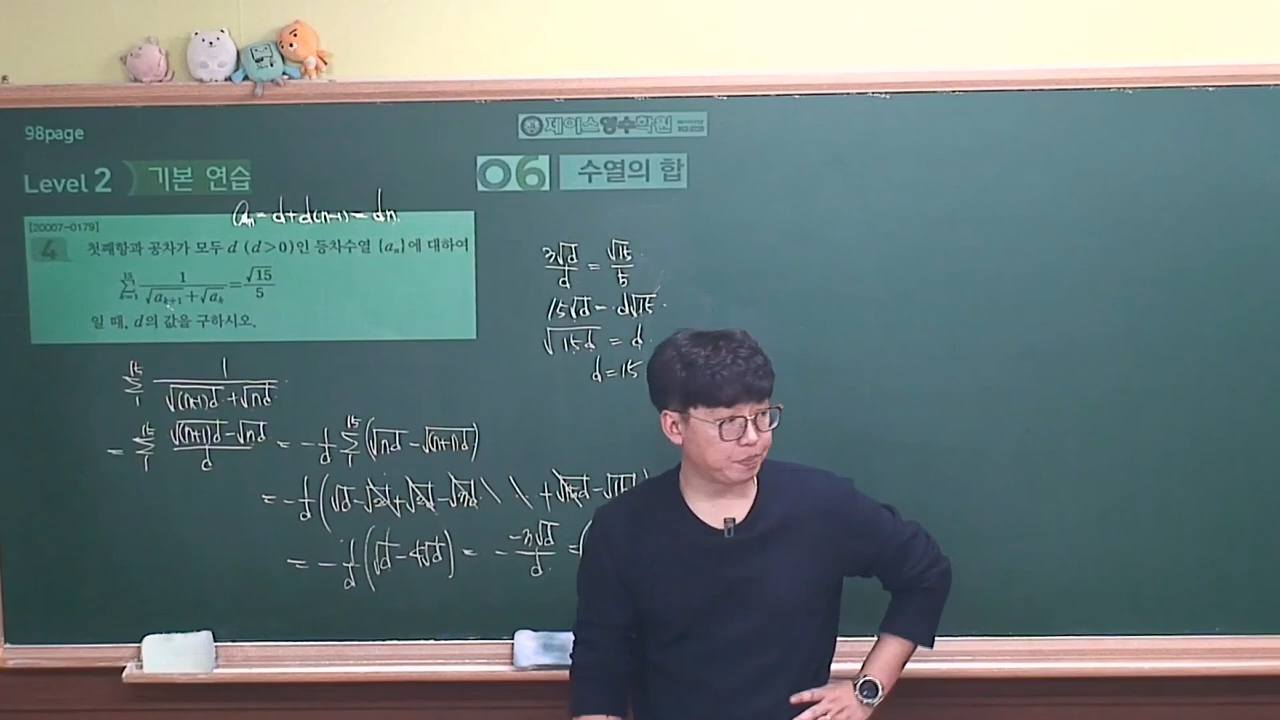 98page
제이스영수학원
Level 2 기본 연습
06 수열의 합
aₙ = d+d(n-1) = dn.
[20007-0179]
4 첫째항과 공차가 모두 d (d>0)인 등차수열 {aₙ}에 대하여
∑_{k=1}^{15} 1/(√a_{k+1}+√a_k) = √15/5
일 때, d의 값을 구하시오.
3√d/d = √15/5
15√d = d√15
√15d = d
d=15
∑_{1}^{15} 1/(√(n+1)d + √nd)
= ∑_{1}^{15} (√(n+1)d - √nd)/d = -1/d ∑_{1}^{15} (√nd - √(n+1)d)
= -1/d (√d - √2d + √2d - √3d \ \ + √15d - √16d
= -1/d (√d - 4√d) = - -3√d/d = (